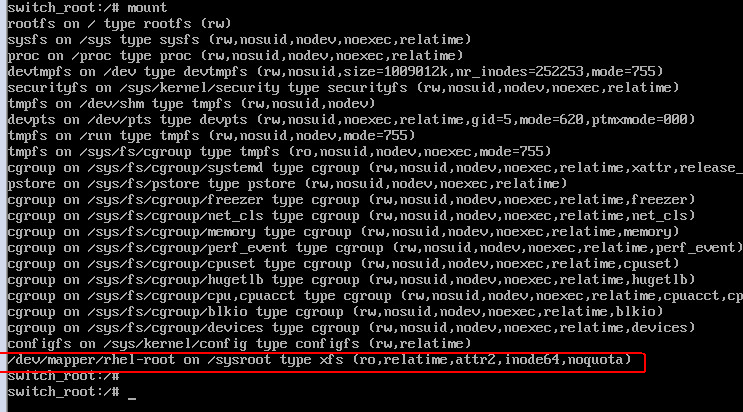 switch_root:/# mount
rootfs on / type rootfs (rw)
sysfs on /sys type sysfs (rw,nosuid,nodev,noexec,relatime)
proc on /proc type proc (rw,nosuid,nodev,noexec,relatime)
devtmpfs on /dev type devtmpfs (rw,nosuid,size=1009012k,nr_inodes=252253,mode=755)
securityfs on /sys/kernel/security type securityfs (rw,nosuid,nodev,noexec,relatime)
tmpfs on /dev/shm type tmpfs (rw,nosuid,nodev)
devpts on /dev/pts type devpts (rw,nosuid,noexec,relatime,gid=5,mode=620,ptmxmode=000)
tmpfs on /run type tmpfs (rw,nosuid,nodev,mode=755)
tmpfs on /sys/fs/cgroup type tmpfs (ro,nosuid,nodev,noexec,mode=755)
cgroup on /sys/fs/cgroup/systemd type cgroup (rw,nosuid,nodev,noexec,relatime,xattr,release_
pstore on /sys/fs/pstore type pstore (rw,nosuid,nodev,noexec,relatime)
cgroup on /sys/fs/cgroup/freezer type cgroup (rw,nosuid,nodev,noexec,relatime,freezer)
cgroup on /sys/fs/cgroup/net_cls type cgroup (rw,nosuid,nodev,noexec,relatime,net_cls)
cgroup on /sys/fs/cgroup/memory type cgroup (rw,nosuid,nodev,noexec,relatime,memory)
cgroup on /sys/fs/cgroup/perf_event type cgroup (rw,nosuid,nodev,noexec,relatime,perf_event)
cgroup on /sys/fs/cgroup/cpuset type cgroup (rw,nosuid,nodev,noexec,relatime,cpuset)
cgroup on /sys/fs/cgroup/hugetlb type cgroup (rw,nosuid,nodev,noexec,relatime,hugetlb)
cgroup on /sys/fs/cgroup/cpu,cpuacct type cgroup (rw,nosuid,nodev,noexec,relatime,cpuacct,cp
cgroup on /sys/fs/cgroup/blkio type cgroup (rw,nosuid,nodev,noexec,relatime,blkio)
cgroup on /sys/fs/cgroup/devices type cgroup (rw,nosuid,nodev,noexec,relatime,devices)
configfs on /sys/kernel/config type configfs (rw,relatime)
/dev/mapper/rhel-root on /sysroot type xfs (ro,relatime,attr2,inode64,noquota)
switch_root:/#
switch_root:/# _